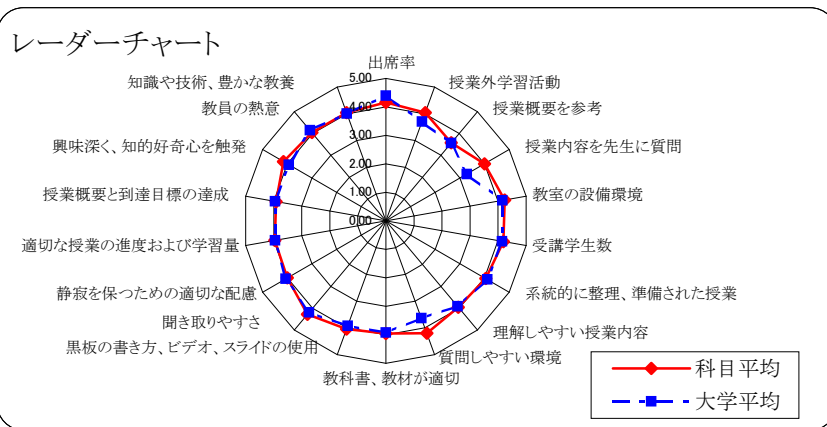 レーダーチャート
出席率
授業外学習活動
授業概要を参考
授業内容を先生に質問
教室の設備環境
受講学生数
系統的に整理、準備された授業
理解しやすい授業内容
質問しやすい環境
教科書、教材が適切
黒板の書き方、ビデオ、スライドの使用
聞き取りやすさ
静寂を保つための適切な配慮
適切な授業の進度および学習量
授業概要と到達目標の達成
興味深く、知的好奇心を触発
教員の熱意
知識や技術、豊かな教養
5.00
4.00
3.00
2.00
1.00
0.00
科目平均
大学平均